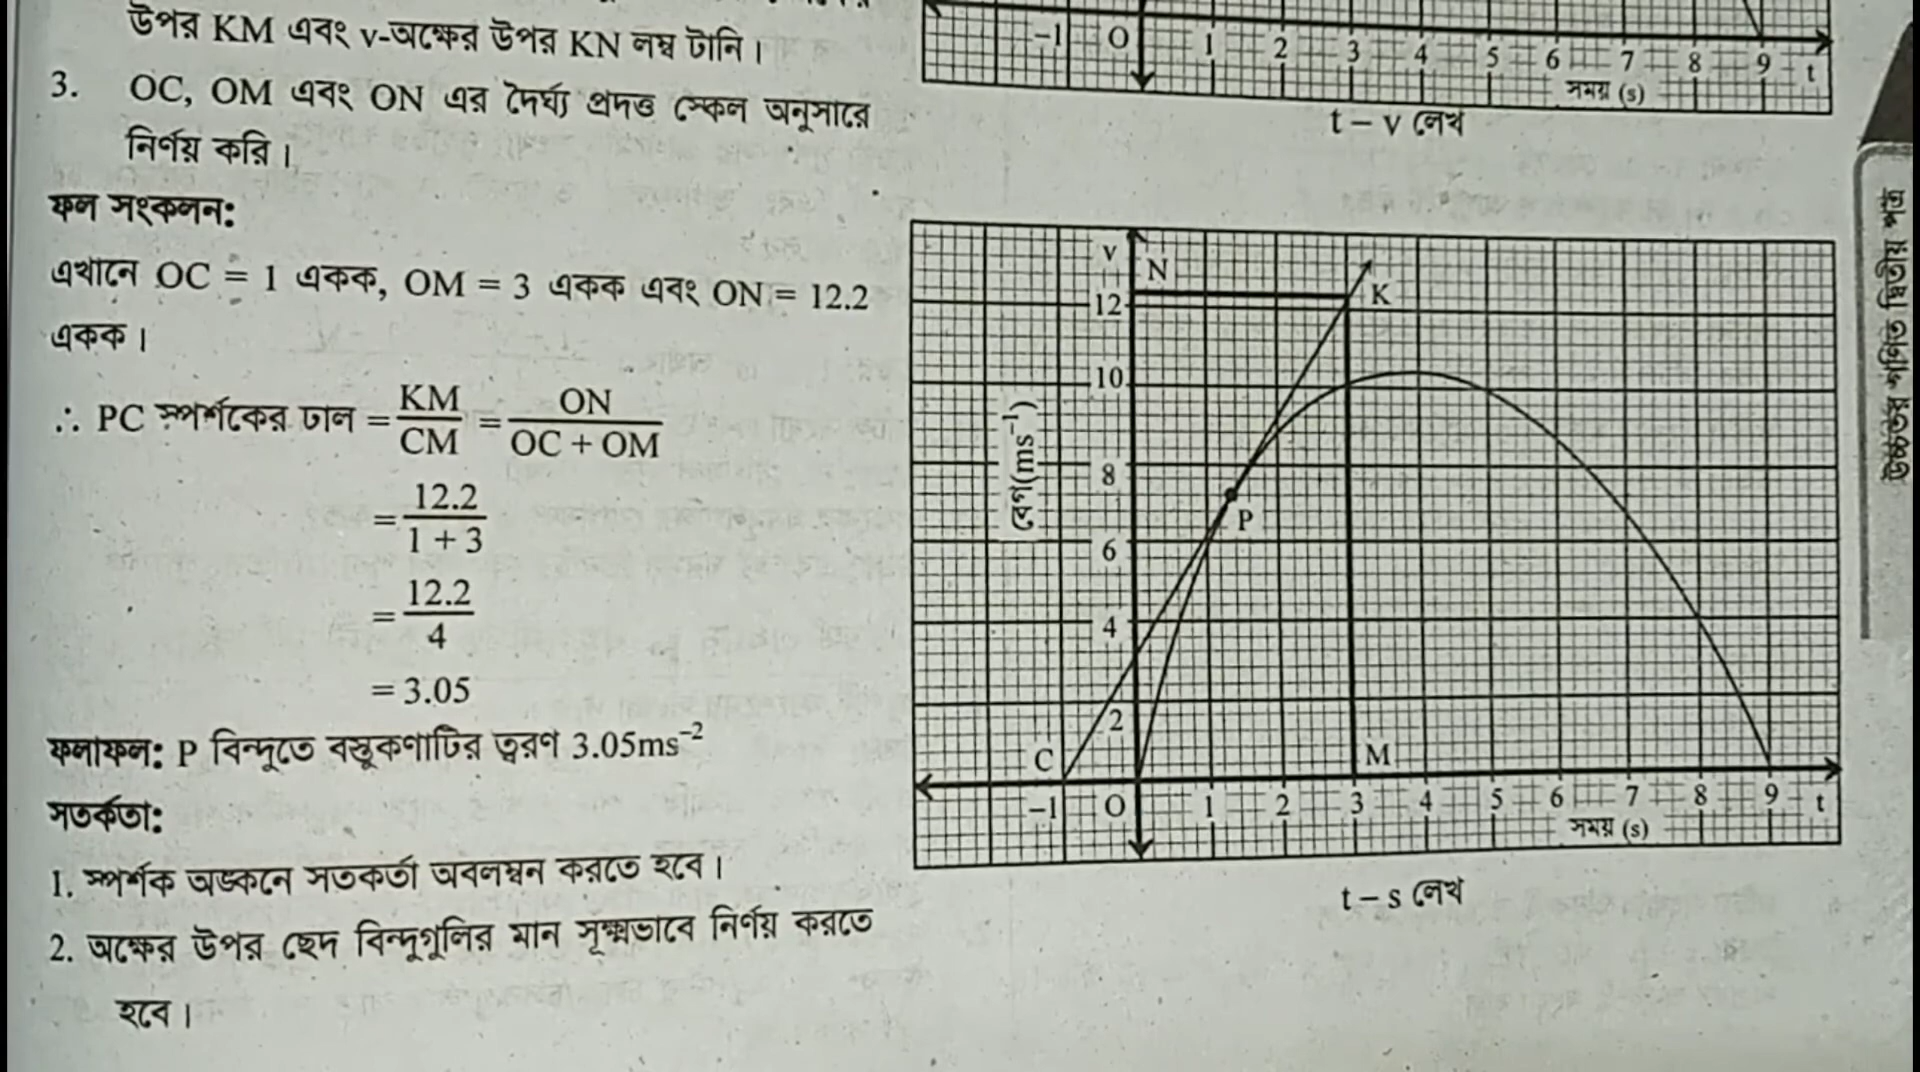 উপর KM এবং v-অক্ষের উপর KN লম্ব টানি।
3. OC, OM এবং ON এর দৈর্ঘ্য প্রদত্ত স্কেল অনুসারে
নির্ণয় করি।
ফল সংকলন:
এখানে OC = 1 একক, OM = 3 একক এবং ON = 12.2
একক।
∴ PC স্পর্শকের ঢাল = KM/CM = ON/(OC + OM)
= 12.2/(1 + 3)
= 12.2/4
= 3.05
ফলাফল: P বিন্দুতে বস্তুকণাটির ত্বরণ 3.05ms⁻²
সতর্কতা:
1. স্পর্শক অঙ্কনে সতকর্তা অবলম্বন করতে হবে।
2. অক্ষের উপর ছেদ বিন্দুগুলির মান সূক্ষ্মভাবে নির্ণয় করতে
হবে।
−1 O 1 2 3 4 5 6 7 8 9 t
সময় (s)
t – v লেখ
v N
12 K
10
বেগ(ms⁻¹)
8
P
6
4
2
C M
−1 O 1 2 3 4 5 6 7 8 9 t
সময় (s)
t – s লেখ
উচ্চতর গণিত দ্বিতীয় পত্র